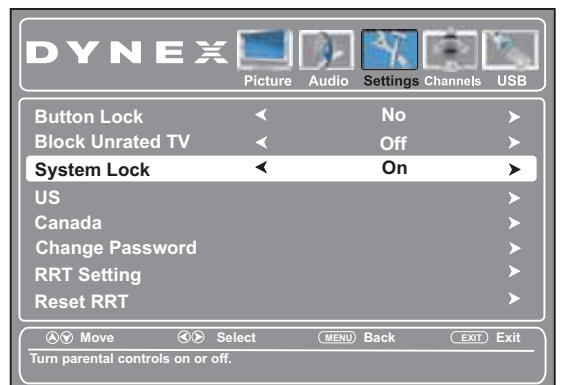 DYNEX
Picture Audio Settings Channels USB
Button Lock No
Block Unrated TV Off
System Lock On
US
Canada
Change Password
RRT Setting
Reset RRT
Move Select MENU Back EXIT Exit
Turn parental controls on or off.